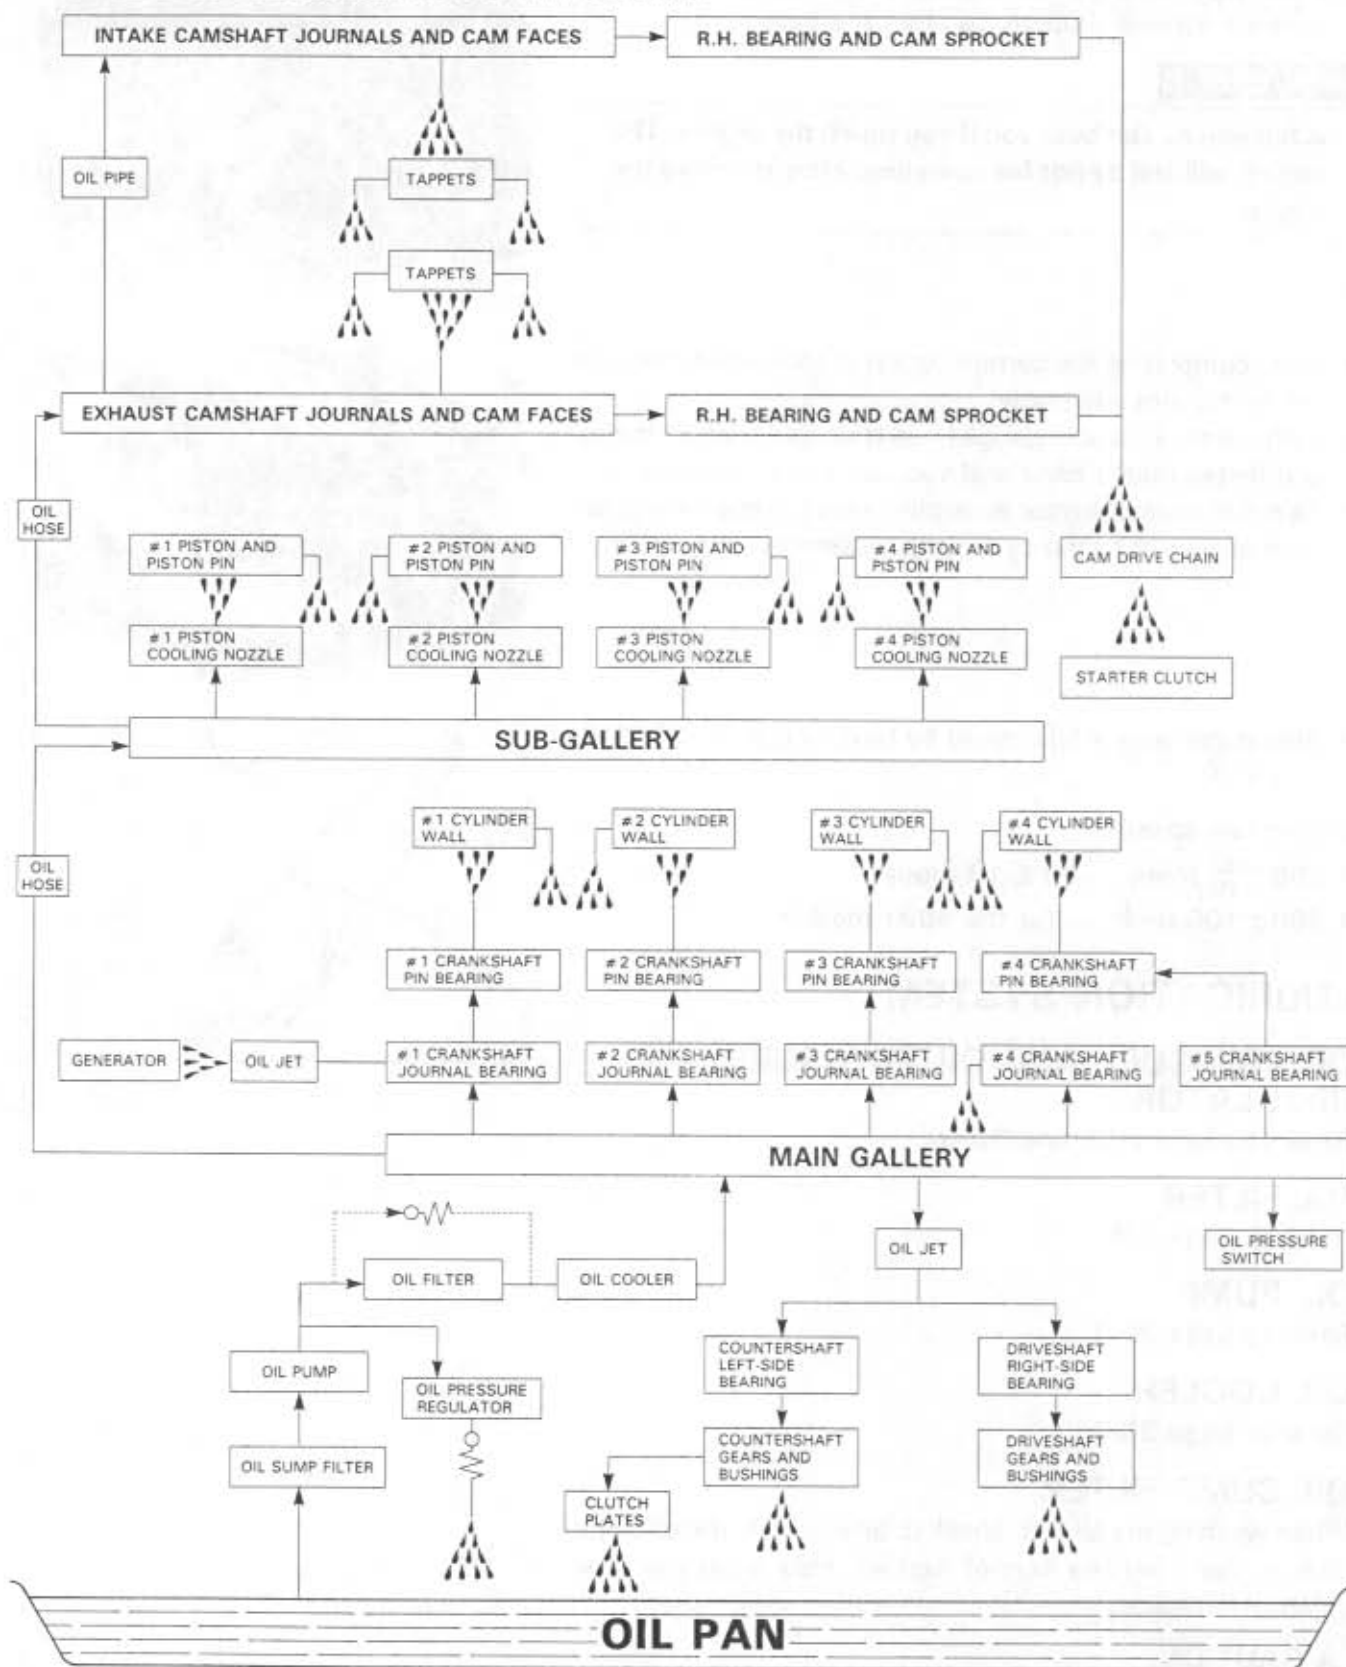 INTAKE CAMSHAFT JOURNALS AND CAM FACES
R.H. BEARING AND CAM SPROCKET
OIL PIPE
TAPPETS
TAPPETS
EXHAUST CAMSHAFT JOURNALS AND CAM FACES
R.H. BEARING AND CAM SPROCKET
OIL
HOSE
#1 PISTON AND
PISTON PIN
#2 PISTON AND
PISTON PIN
#3 PISTON AND
PISTON PIN
#4 PISTON AND
PISTON PIN
CAM DRIVE CHAIN
#1 PISTON
COOLING NOZZLE
#2 PISTON
COOLING NOZZLE
#3 PISTON
COOLING NOZZLE
#4 PISTON
COOLING NOZZLE
STARTER CLUTCH
SUB-GALLERY
#1 CYLINDER
WALL
#2 CYLINDER
WALL
#3 CYLINDER
WALL
#4 CYLINDER
WALL
OIL
HOSE
#1 CRANKSHAFT
PIN BEARING
#2 CRANKSHAFT
PIN BEARING
#3 CRANKSHAFT
PIN BEARING
#4 CRANKSHAFT
PIN BEARING
GENERATOR
OIL JET
#1 CRANKSHAFT
JOURNAL BEARING
#2 CRANKSHAFT
JOURNAL BEARING
#3 CRANKSHAFT
JOURNAL BEARING
#4 CRANKSHAFT
JOURNAL BEARING
#5 CRANKSHAFT
JOURNAL BEARING
MAIN GALLERY
OIL JET
OIL PRESSURE
SWITCH
OIL FILTER
OIL COOLER
OIL PUMP
OIL PRESSURE
REGULATOR
COUNTERSHAFT
LEFT-SIDE
BEARING
DRIVESHAFT
RIGHT-SIDE
BEARING
OIL SUMP FILTER
COUNTERSHAFT
GEARS AND
BUSHINGS
DRIVESHAFT
GEARS AND
BUSHINGS
CLUTCH
PLATES
OIL PAN